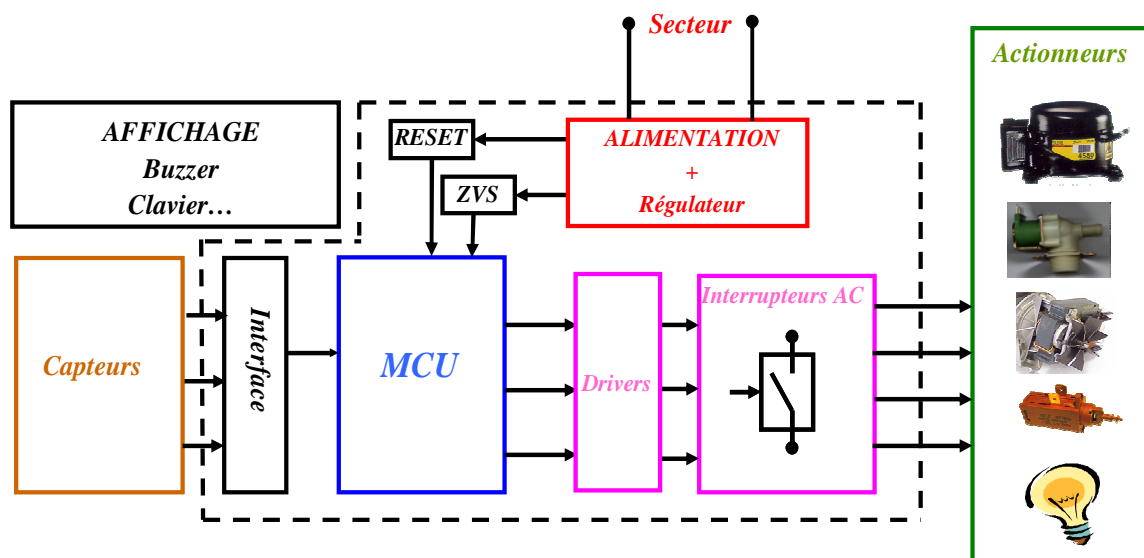 Secteur
Actionneurs
AFFICHAGE
Buzzer
Clavier…
RESET
ALIMENTATION
+
Régulateur
ZVS
Capteurs
Interface
MCU
Drivers
Interrupteurs AC